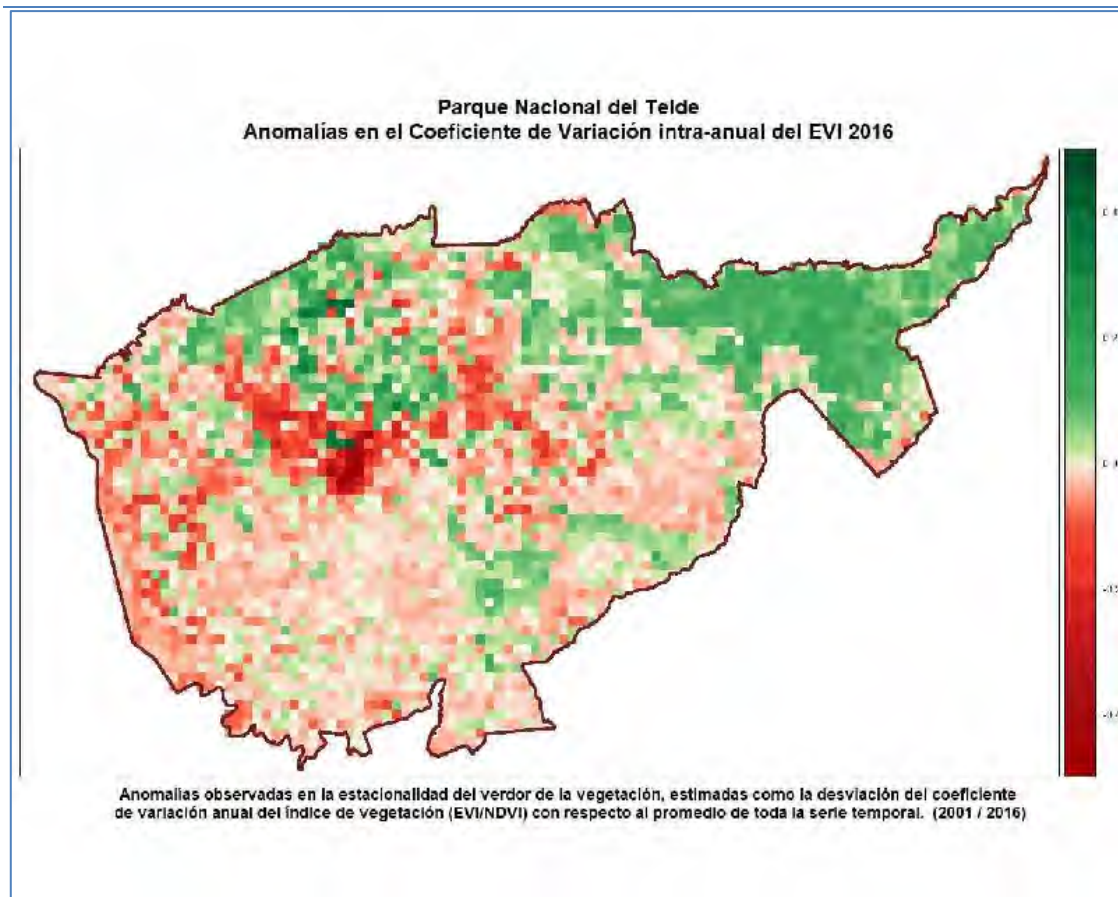 Parque Nacional del Teide
Anomalías en el Coeficiente de Variación intra-anual del EVI 2016
Anomalías observadas en la estacionalidad del verdor de la vegetación, estimadas como la desviación del coeficiente
de variación anual del índice de vegetación (EVI/NDVI) con respecto al promedio de toda la serie temporal. (2001 / 2016)